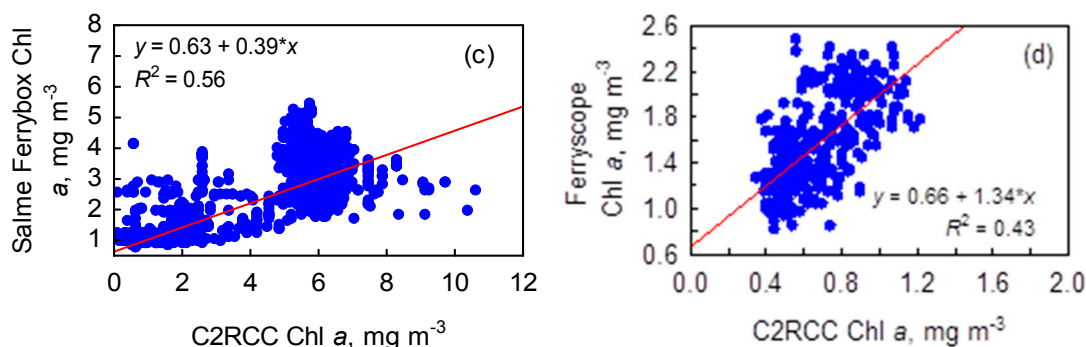 Salme Ferrybox Chl
a, mg m-3
8
7
6
5
4
3
2
1
y = 0.63 + 0.39*x
R2 = 0.56
(c)
0
2
4
6
8
10
12
C2RCC Chl a, mg m-3
Ferryscope
Chl a, mg m-3
2.6
2.2
1.8
1.4
1.0
0.6
(d)
y = 0.66 + 1.34*x
R2 = 0.43
0.0
0.4
0.8
1.2
1.6
2.0
C2RCC Chl a, mg m-3